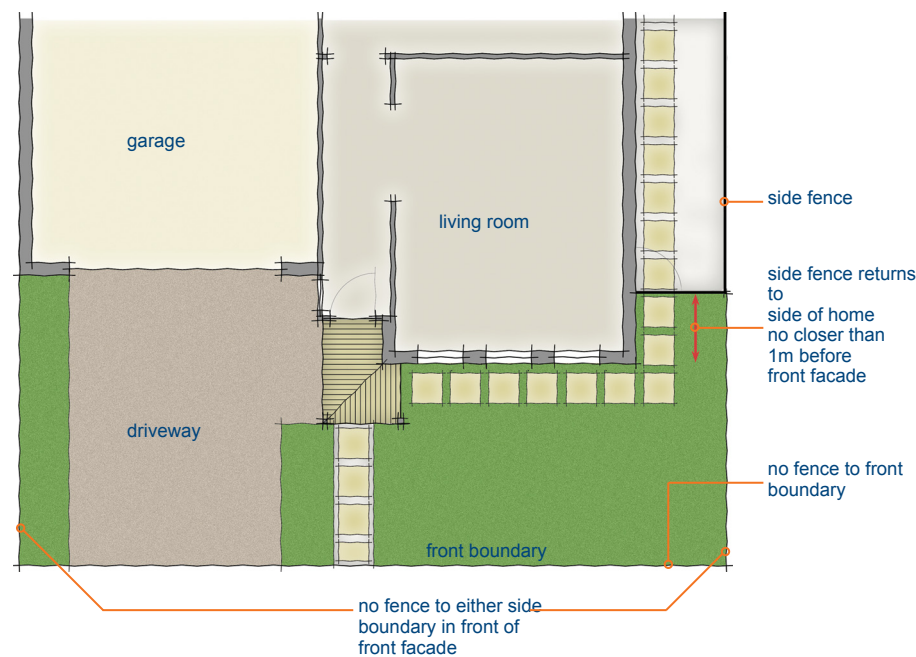 garage
living room
side fence
side fence returns
to
side of home
no closer than
1m before
front facade
driveway
no fence to front
boundary
front boundary
no fence to either side
boundary in front of
front facade